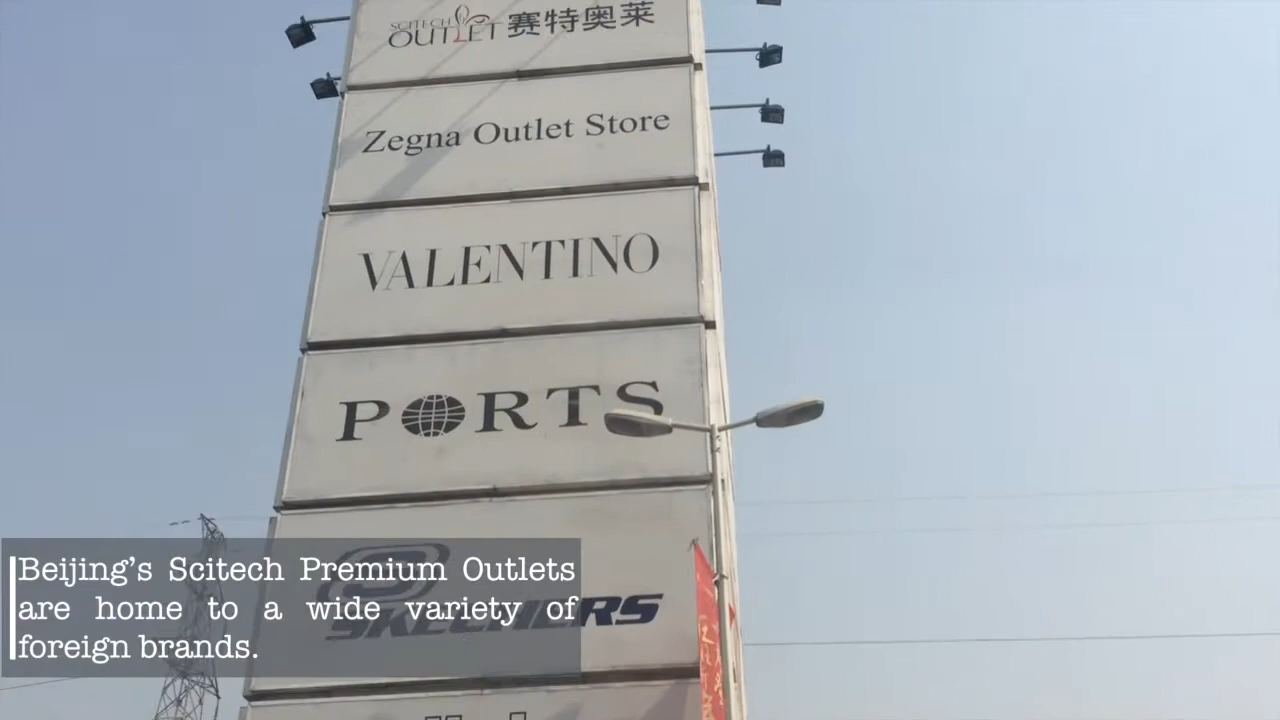 SCITECH
OUTLET 赛特奥莱
Zegna Outlet Store
VALENTINO
PORTS
SKECHERS
Beijing's Scitech Premium Outlets
are home to a wide variety of
foreign brands.